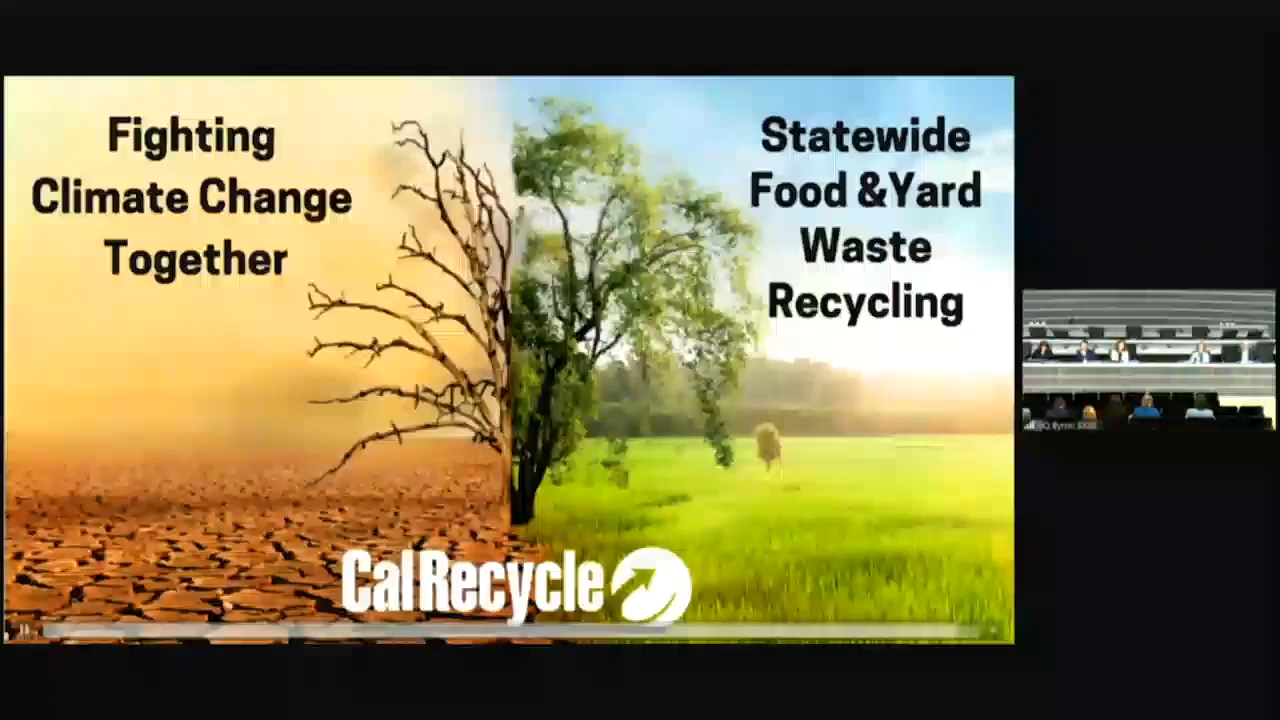 Fighting
Climate Change
Together
Statewide
Food &Yard
Waste
Recycling
CalRecycle